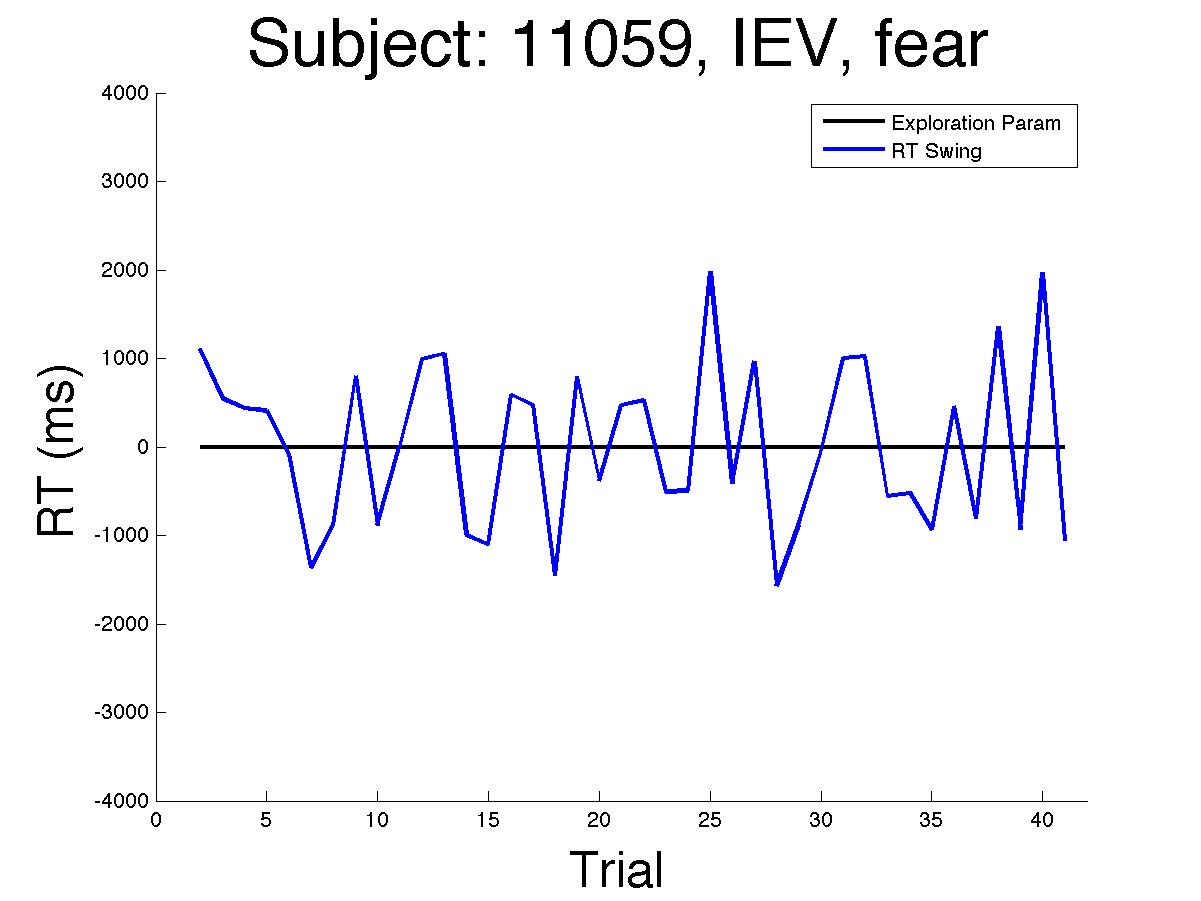 Subject: 11059, IEV, fear
4000
3000
2000
1000
0
-1000
-2000
-3000
-4000
RT (ms)
Exploration Param
RT Swing
0 5 10 15 20 25 30 35 40
Trial